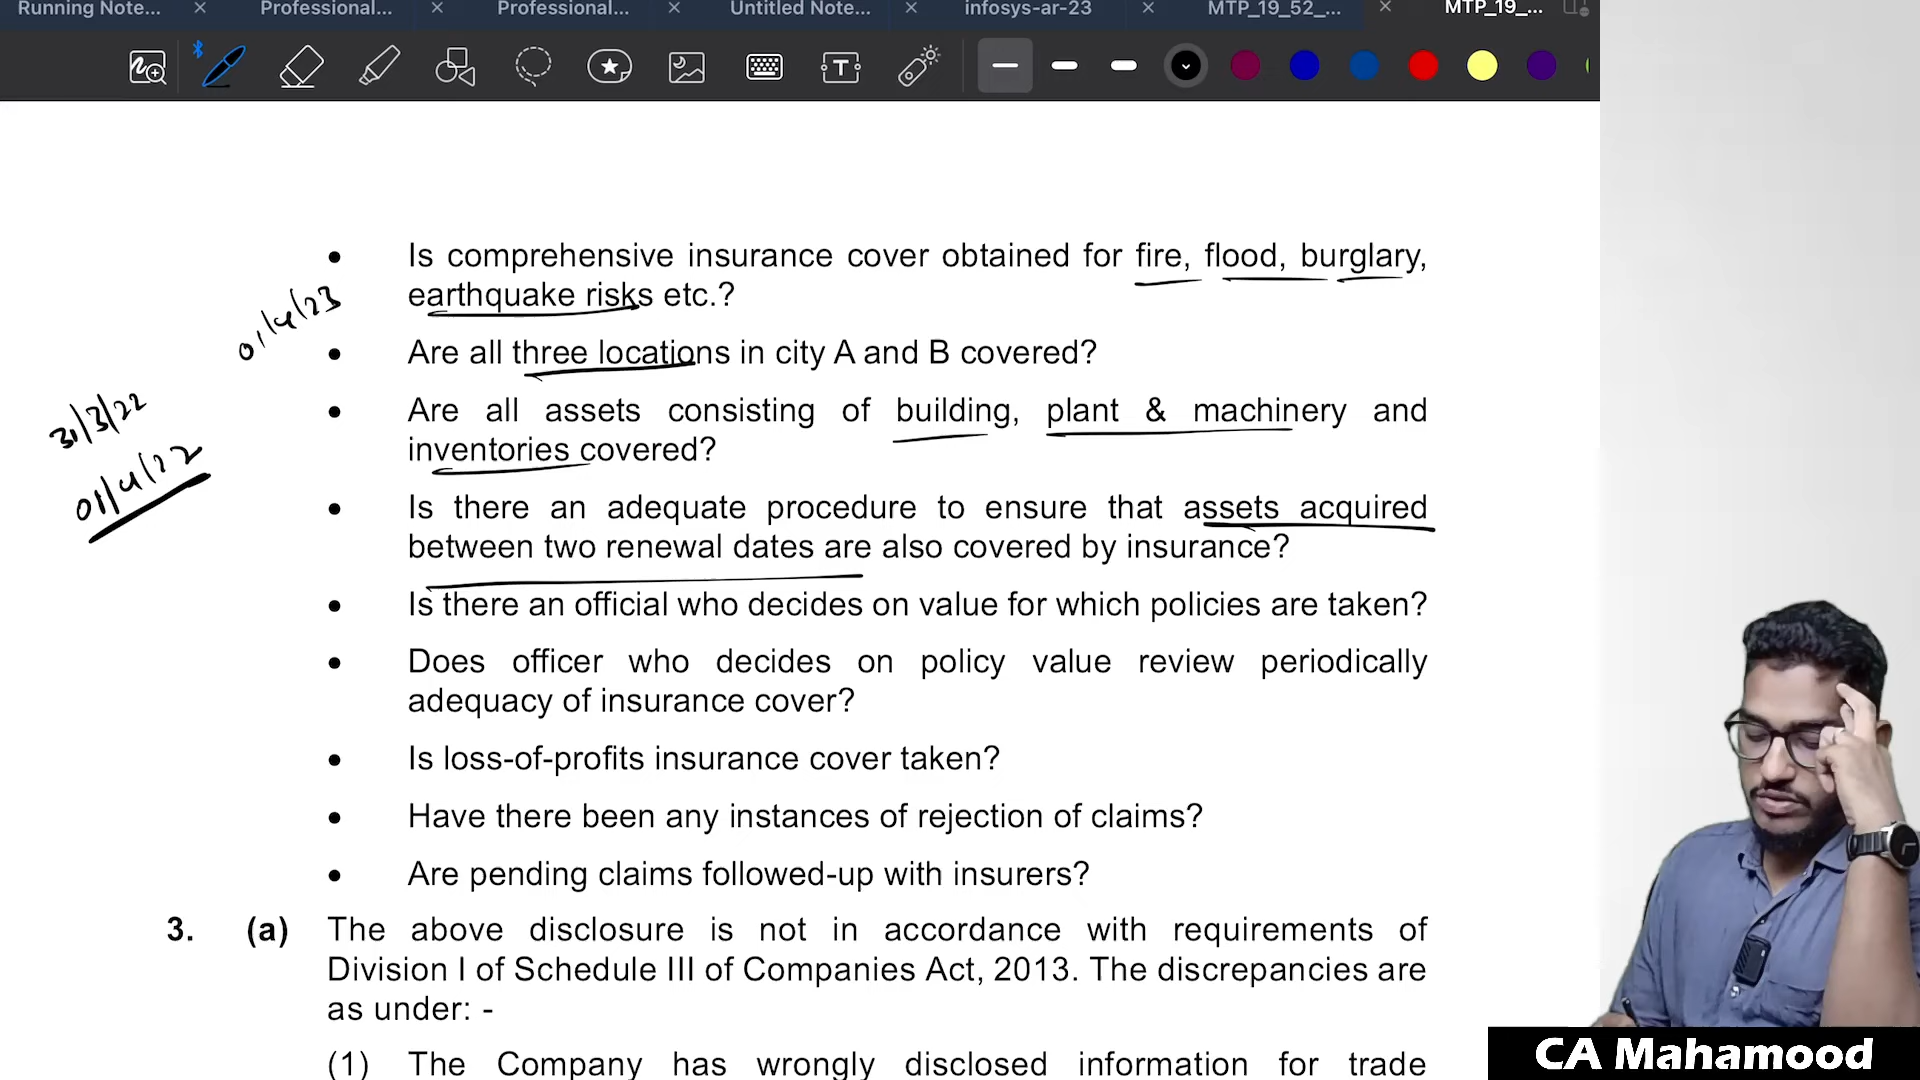 Running Note...
Professional...
Professional...
Untitled Note...
infosys-ar-23
MTP_19_52_...
MTP_19_...
• Is comprehensive insurance cover obtained for fire, flood, burglary,
earthquake risks etc.?
01/4/23
• Are all three locations in city A and B covered?
31/3/22
• Are all assets consisting of building, plant & machinery and
inventories covered?
01/4/22
• Is there an adequate procedure to ensure that assets acquired
between two renewal dates are also covered by insurance?
• Is there an official who decides on value for which policies are taken?
• Does officer who decides on policy value review periodically
adequacy of insurance cover?
• Is loss-of-profits insurance cover taken?
• Have there been any instances of rejection of claims?
• Are pending claims followed-up with insurers?
3. (a) The above disclosure is not in accordance with requirements of
Division I of Schedule III of Companies Act, 2013. The discrepancies are
as under: -
(1) The Company has wrongly disclosed information for trade
CA Mahamood